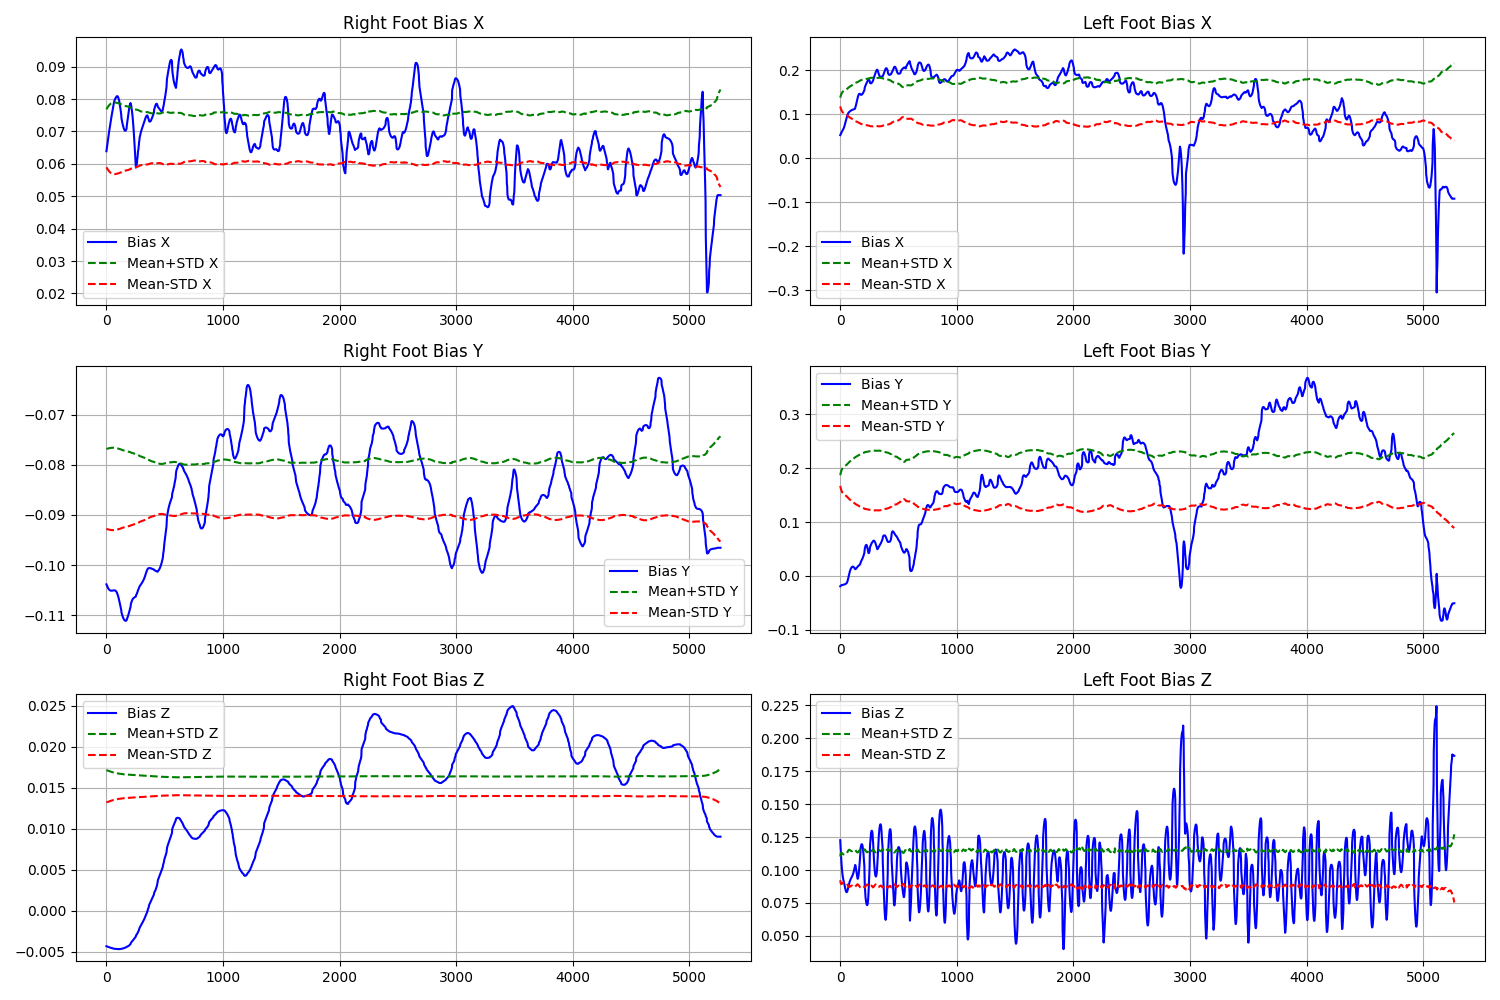 Right Foot Bias X
0.09
0.08
0.07
0.06
0.05
0.04
0.03
0.02
Bias X
Mean+STD X
Mean-STD X
0 1000 2000 3000 4000 5000
Left Foot Bias X
0.2
0.1
0.0
−0.1
−0.2
−0.3
Bias X
Mean+STD X
Mean-STD X
0 1000 2000 3000 4000 5000
Right Foot Bias Y
−0.07
−0.08
−0.09
−0.10
−0.11
Bias Y
Mean+STD Y
Mean-STD Y
0 1000 2000 3000 4000 5000
Left Foot Bias Y
0.3
0.2
0.1
0.0
−0.1
Bias Y
Mean+STD Y
Mean-STD Y
0 1000 2000 3000 4000 5000
Right Foot Bias Z
0.025
0.020
0.015
0.010
0.005
0.000
−0.005
Bias Z
Mean+STD Z
Mean-STD Z
0 1000 2000 3000 4000 5000
Left Foot Bias Z
0.225
0.200
0.175
0.150
0.125
0.100
0.075
0.050
Bias Z
Mean+STD Z
Mean-STD Z
0 1000 2000 3000 4000 5000